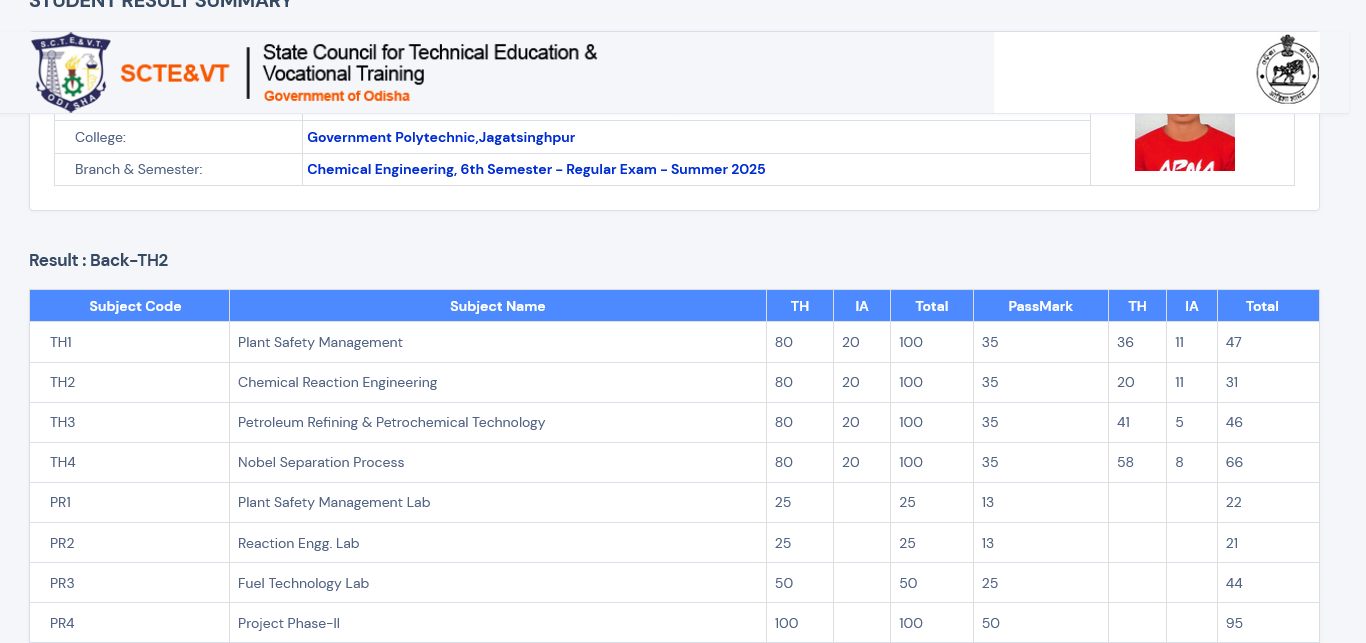 STUDENT RESULT SUMMARY
S.C.T.E.&V.T.
ODISHA
SCTE&VT
State Council for Technical Education &
Vocational Training
Government of Odisha
College: Government Polytechnic,Jagatsinghpur
Branch & Semester: Chemical Engineering, 6th Semester - Regular Exam - Summer 2025
Result : Back-TH2
Subject Code Subject Name TH IA Total PassMark TH IA Total
TH1 Plant Safety Management 80 20 100 35 36 11 47
TH2 Chemical Reaction Engineering 80 20 100 35 20 11 31
TH3 Petroleum Refining & Petrochemical Technology 80 20 100 35 41 5 46
TH4 Nobel Separation Process 80 20 100 35 58 8 66
PR1 Plant Safety Management Lab 25 25 13 22
PR2 Reaction Engg. Lab 25 25 13 21
PR3 Fuel Technology Lab 50 50 25 44
PR4 Project Phase-II 100 100 50 95